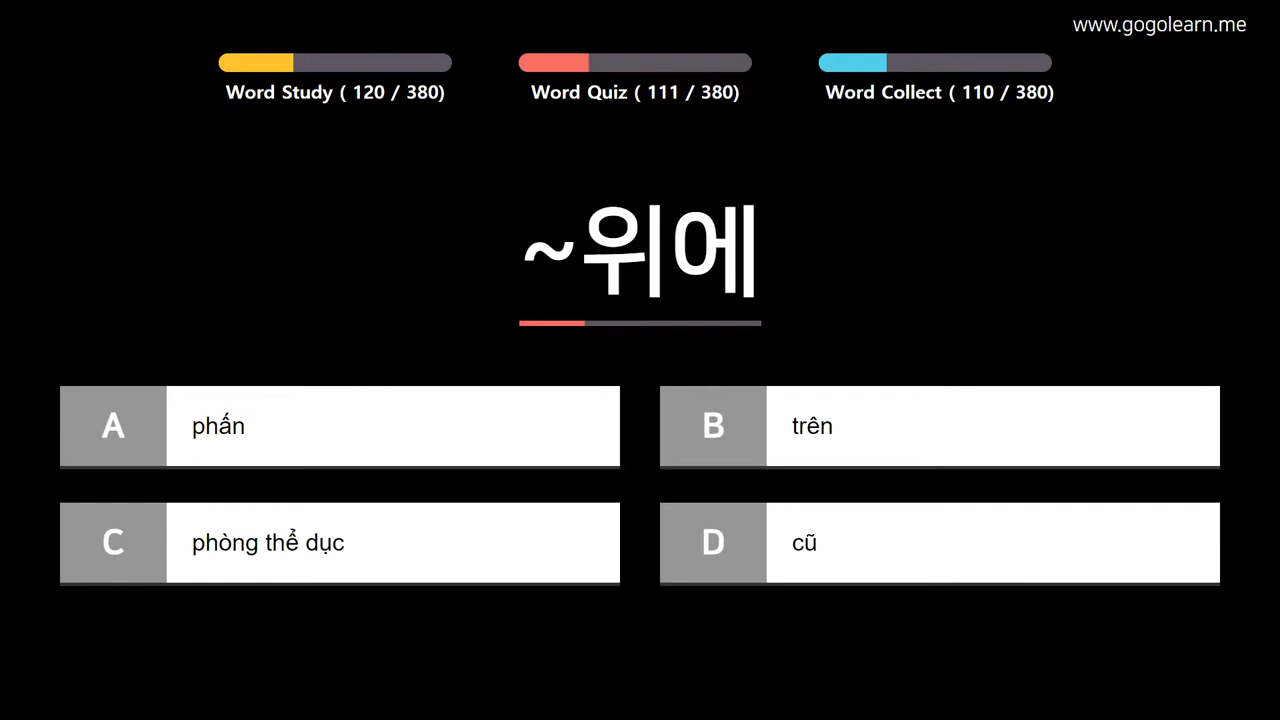 www.gogolearn.me
Word Study ( 120 / 380)
Word Quiz ( 111 / 380)
Word Collect ( 110 / 380)
~위에
A phấn
B trên
C phòng thể dục
D cũ